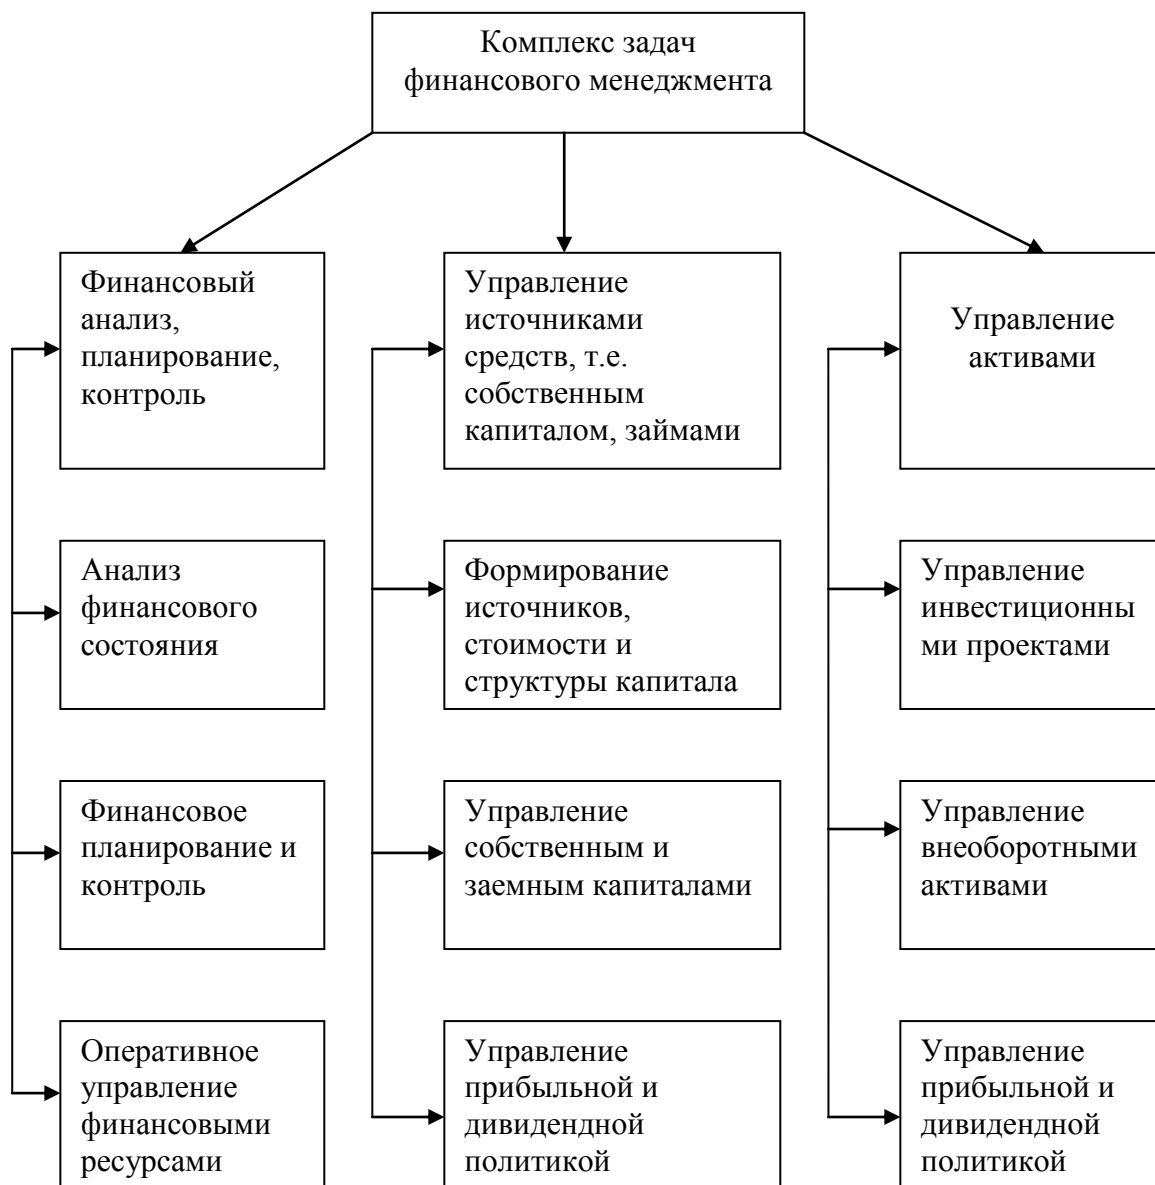 Комплекс задач
финансового менеджмента
Финансовый
анализ,
планирование,
контроль
Управление
источниками
средств, т.е.
собственным
капиталом, займами
Управление
активами
Анализ
финансового
состояния
Формирование
источников,
стоимости и
структуры капитала
Управление
инвестиционны
ми проектами
Финансовое
планирование и
контроль
Управление
собственным и
заемным капиталами
Управление
внеоборотными
активами
Оперативное
управление
финансовыми
ресурсами
Управление
прибыльной и
дивидендной
политикой
Управление
прибыльной и
дивидендной
политикой